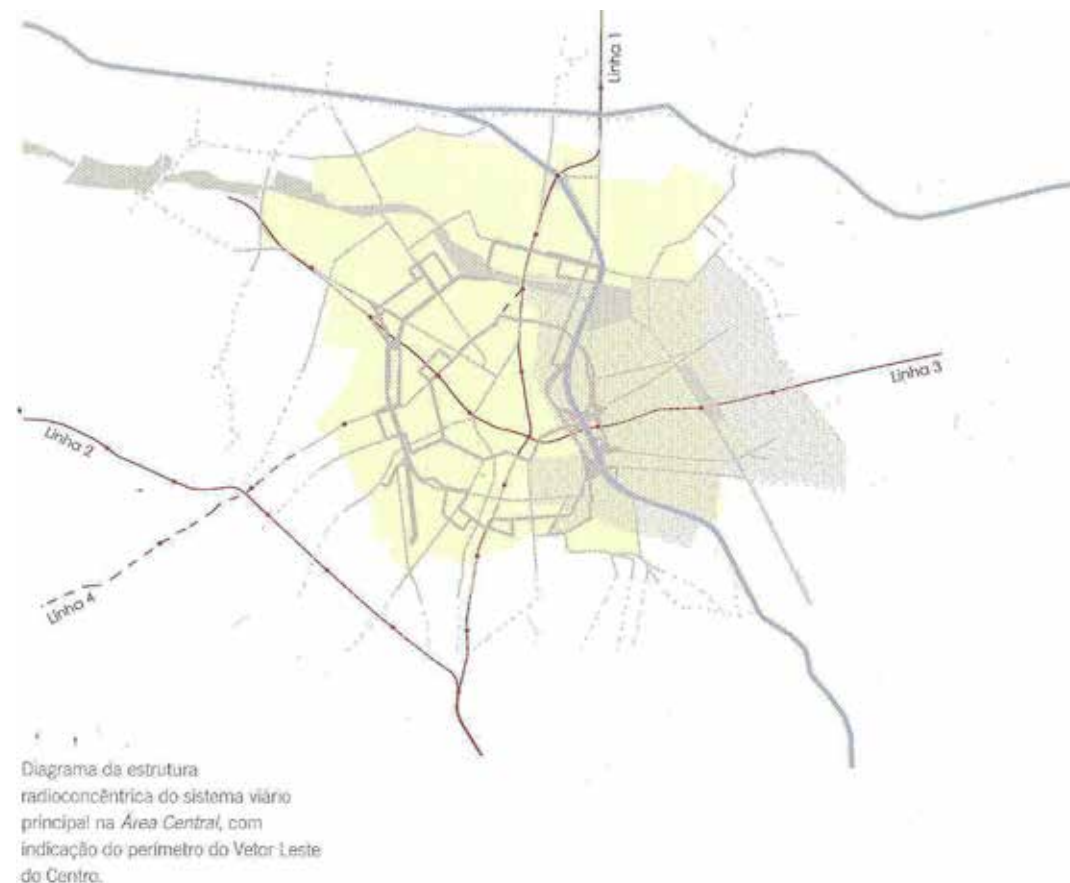 Linha 1
Linha 3
Linha 2
Linha 4
Diagrama da estrutura
radioconcêntrica do sistema viário
principal na Área Central, com
indicação do perímetro do Vetor Leste
do Centro.